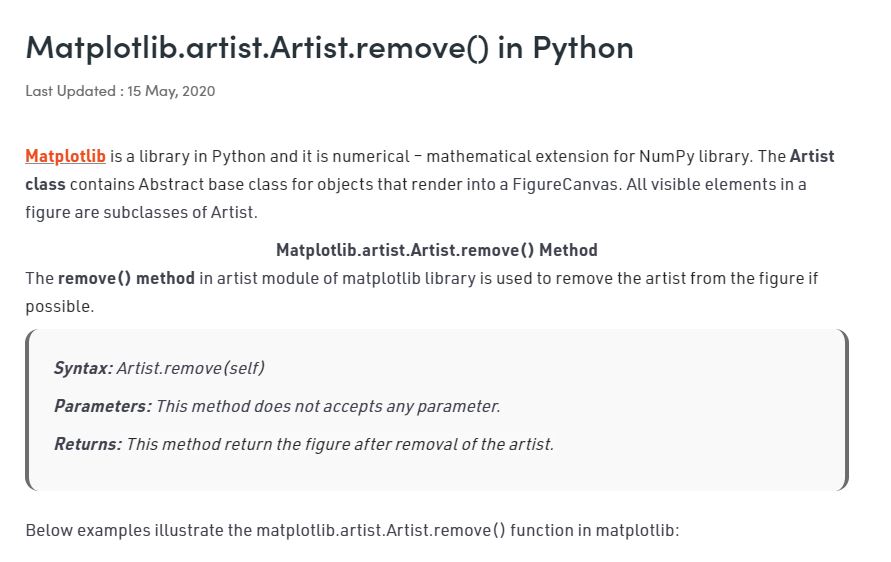 Matplotlib.artist.Artist.remove() in Python
Last Updated : 15 May, 2020
Matplotlib is a library in Python and it is numerical – mathematical extension for NumPy library. The Artist
class contains Abstract base class for objects that render into a FigureCanvas. All visible elements in a
figure are subclasses of Artist.
Matplotlib.artist.Artist.remove() Method
The remove() method in artist module of matplotlib library is used to remove the artist from the figure if
possible.
Syntax: Artist.remove(self)
Parameters: This method does not accepts any parameter.
Returns: This method return the figure after removal of the artist.
Below examples illustrate the matplotlib.artist.Artist.remove() function in matplotlib: